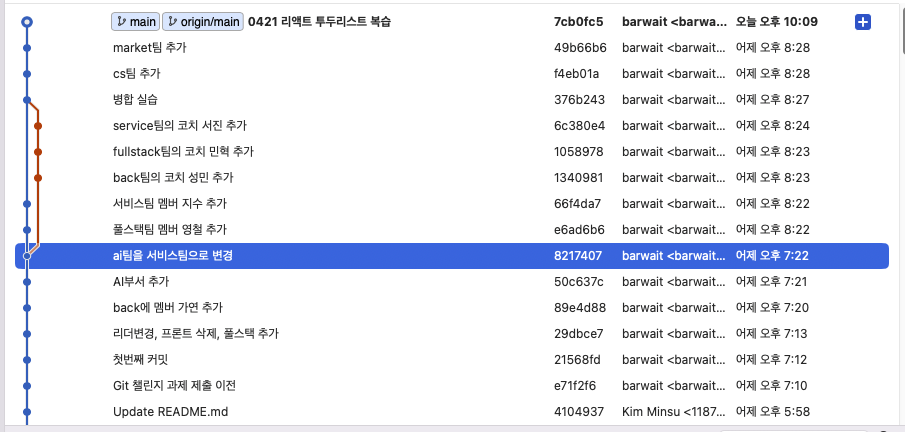 main origin/main 0421 리액트 투두리스트 복습 7cb0fc5 barwait <barwa... 오늘 오후 10:09
market팀 추가 49b66b6 barwait <barwait... 어제 오후 8:28
cs팀 추가 f4eb01a barwait <barwait... 어제 오후 8:28
병합 실습 376b243 barwait <barwait... 어제 오후 8:27
service팀의 코치 서진 추가 6c380e4 barwait <barwait... 어제 오후 8:24
fullstack팀의 코치 민혁 추가 1058978 barwait <barwait... 어제 오후 8:23
back팀의 코치 성민 추가 1340981 barwait <barwait... 어제 오후 8:23
서비스팀 멤버 지수 추가 66f4da7 barwait <barwait... 어제 오후 8:22
풀스택팀 멤버 영철 추가 e6ad6b6 barwait <barwait... 어제 오후 8:22
ai팀을 서비스팀으로 변경 8217407 barwait <barwait... 어제 오후 7:22
AI부서 추가 50c637c barwait <barwait... 어제 오후 7:21
back에 멤버 가연 추가 89e4d88 barwait <barwait... 어제 오후 7:20
리더변경, 프론트 삭제, 풀스택 추가 29dbce7 barwait <barwait... 어제 오후 7:13
첫번째 커밋 21568fd barwait <barwait... 어제 오후 7:12
Git 챌린지 과제 제출 이전 e71f2f6 barwait <barwait... 어제 오후 7:10
Update README.md 4104937 Kim Minsu <1187... 어제 오후 5:58